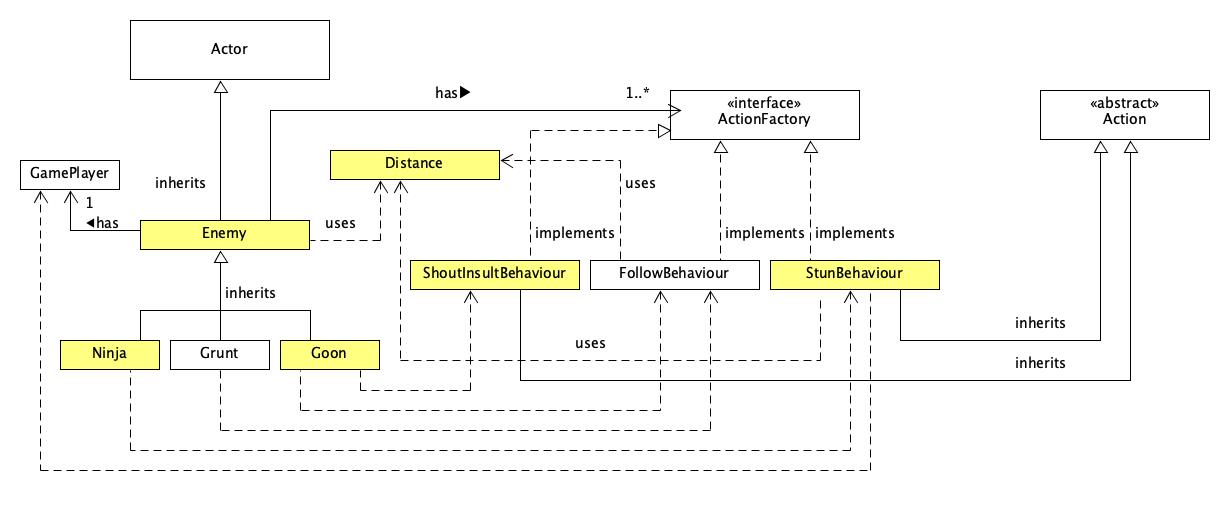 Actor
has▶
1..*
«interface»
ActionFactory
«abstract»
Action
Distance
GamePlayer
inherits
uses
1
◀has
Enemy
uses
implements
implements
implements
ShoutInsultBehaviour
FollowBehaviour
StunBehaviour
inherits
inherits
uses
Ninja
Grunt
Goon
inherits